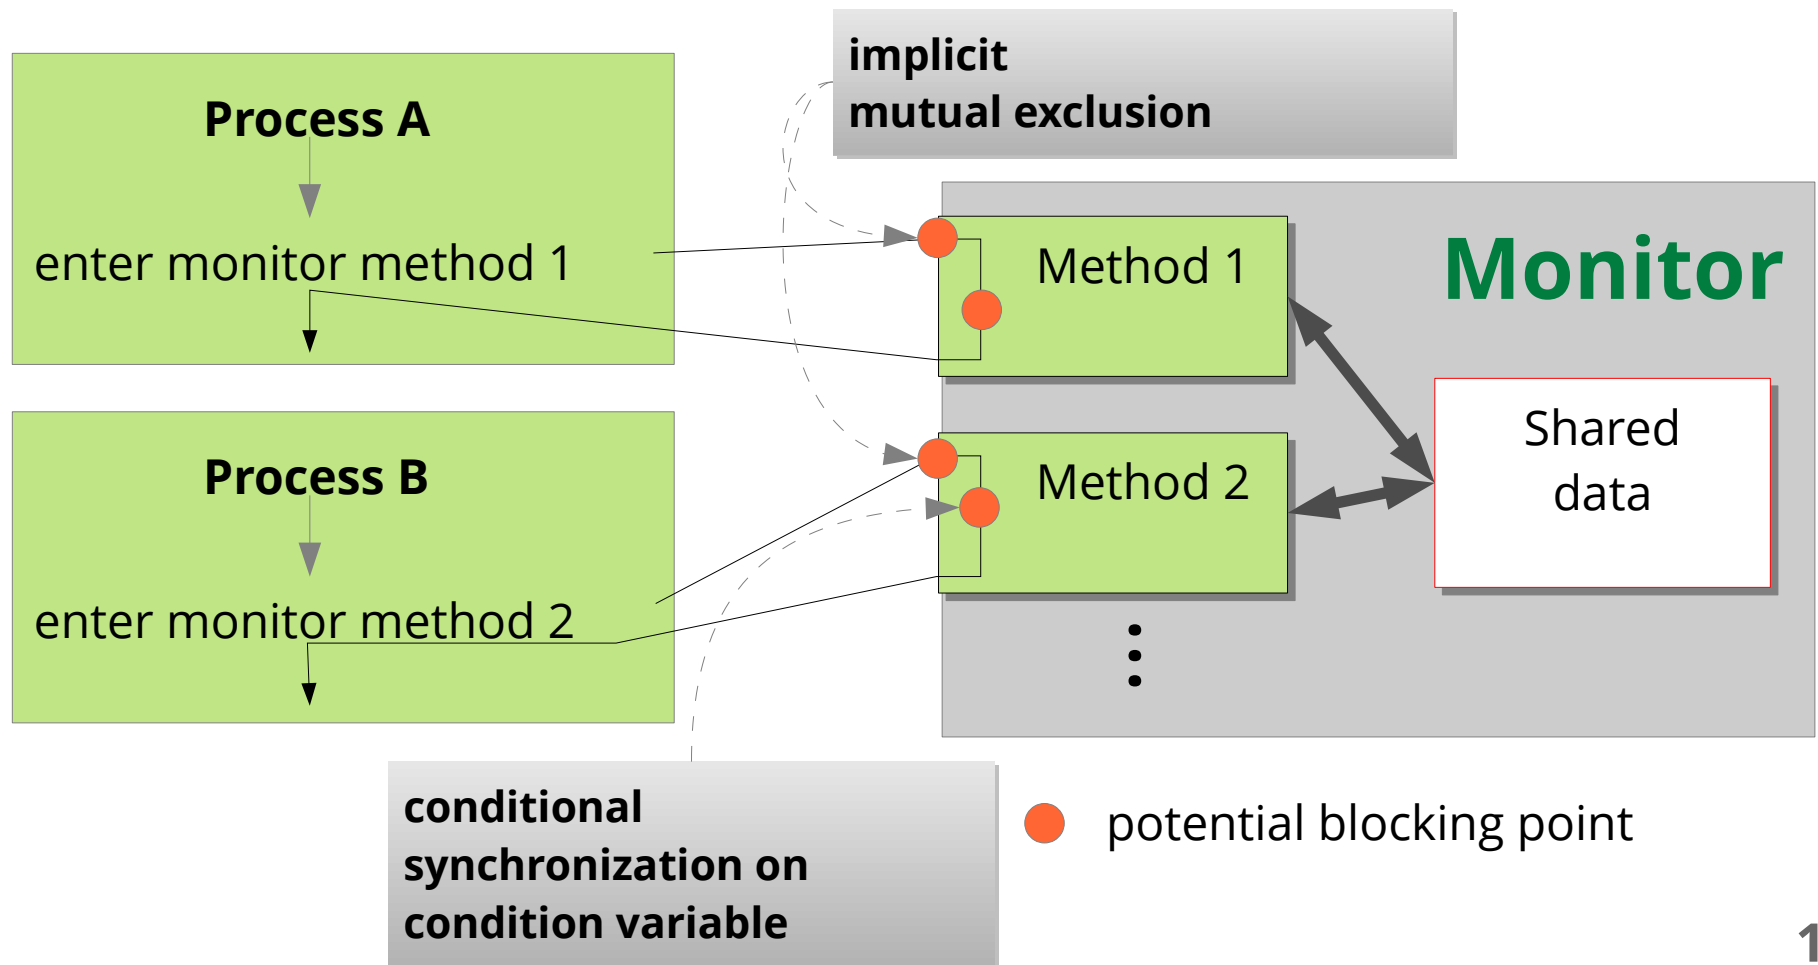 implicit
mutual exclusion
Process A
enter monitor method 1
Method 1
Monitor
Shared
data
Process B
enter monitor method 2
Method 2
conditional
synchronization on
condition variable
potential blocking point
1